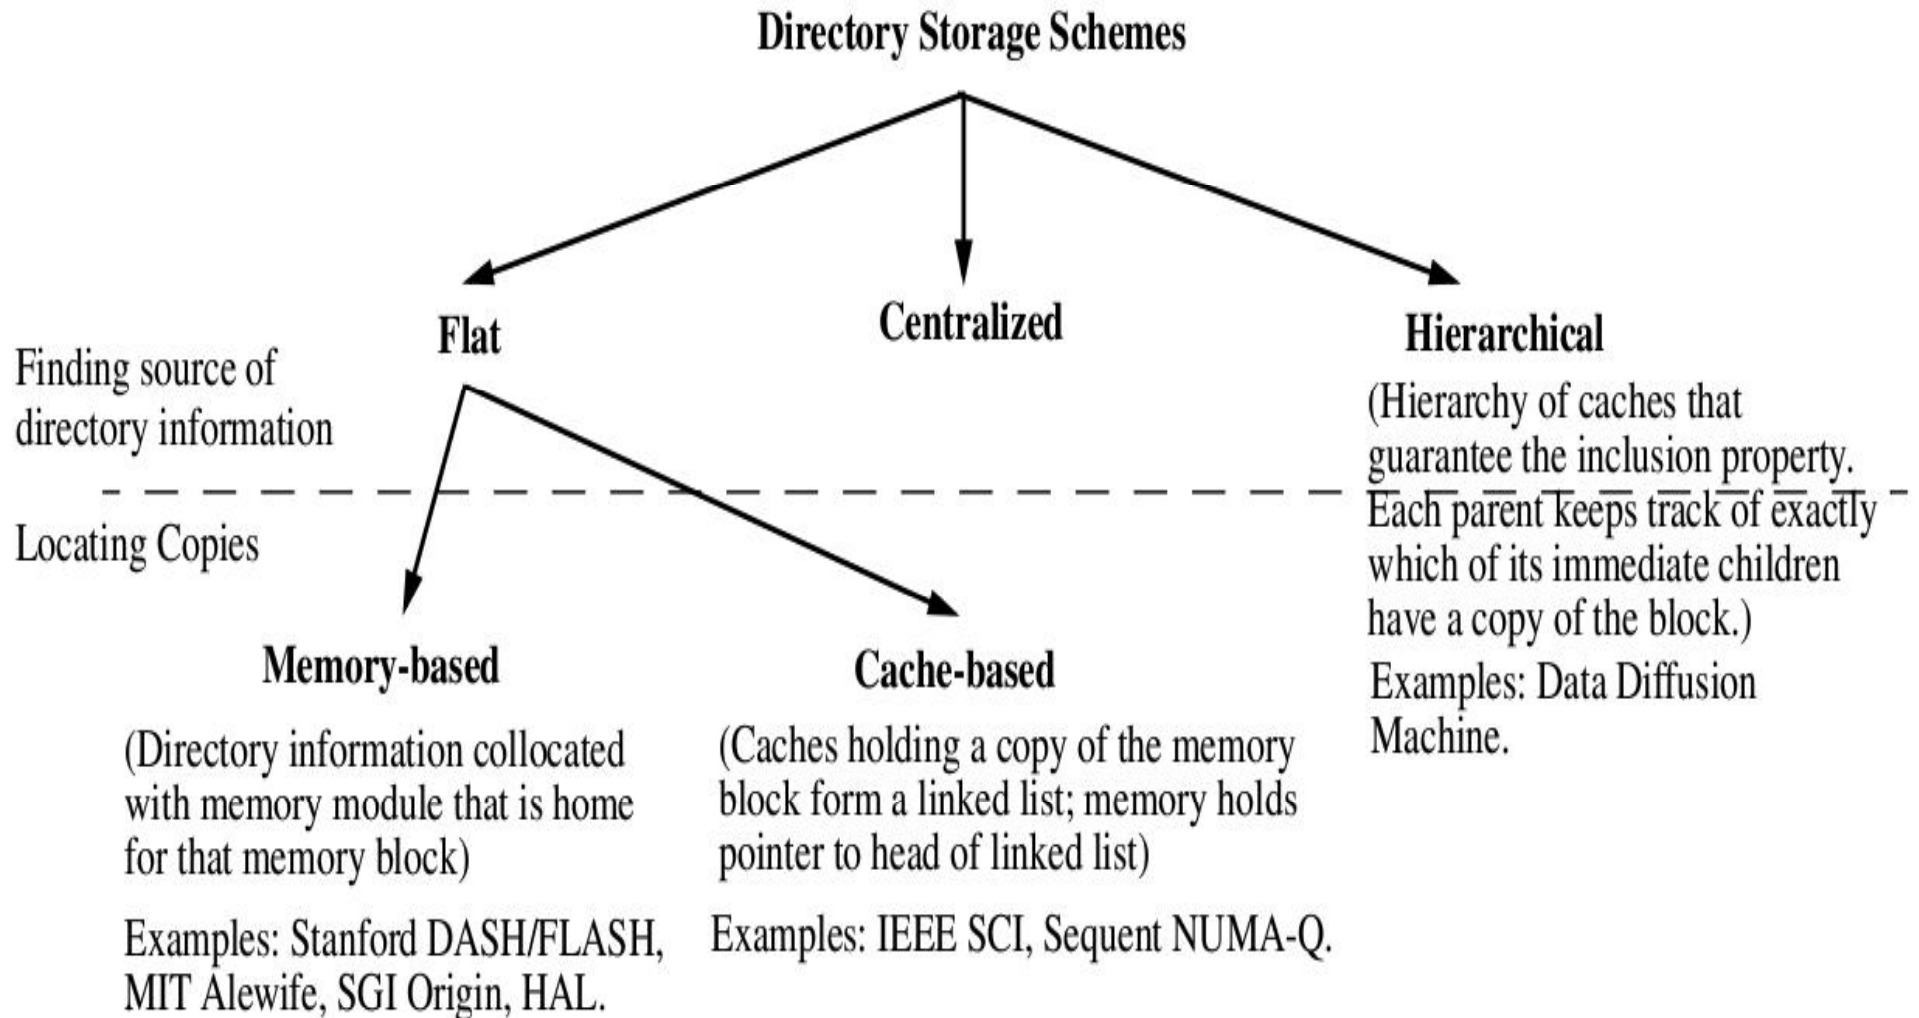 Directory Storage Schemes
Flat
Centralized
Hierarchical
Finding source of
directory information
(Hierarchy of caches that
guarantee the inclusion property.
Each parent keeps track of exactly
which of its immediate children
have a copy of the block.)
Examples: Data Diffusion
Machine.
Locating Copies
Memory-based
(Directory information collocated
with memory module that is home
for that memory block)
Examples: Stanford DASH/FLASH,
MIT Alewife, SGI Origin, HAL.
Cache-based
(Caches holding a copy of the memory
block form a linked list; memory holds
pointer to head of linked list)
Examples: IEEE SCI, Sequent NUMA-Q.